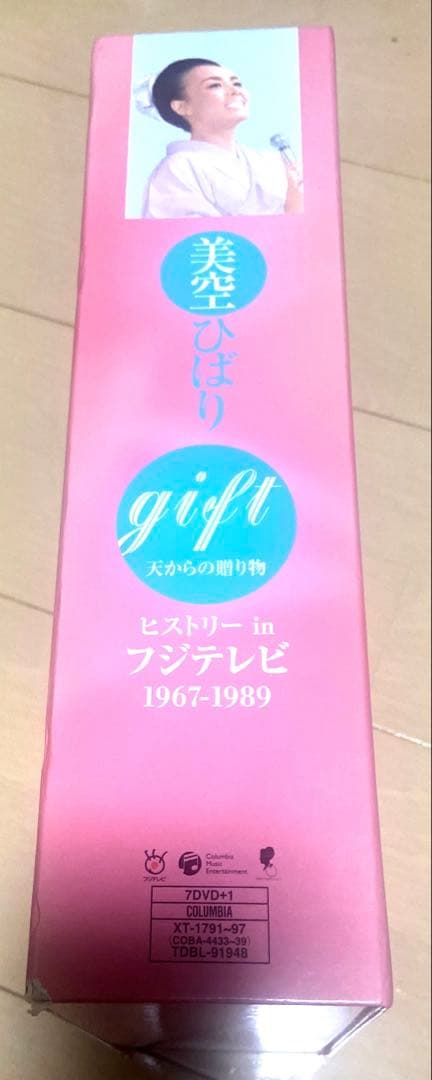 美空
ひばり
gift
天からの贈り物
ヒストリー in
フジテレビ
1967-1989
フジテレビ
Columbia
Music
Entertainment
7DVD+1
COLUMBIA
XT-1791~97
(COBA-4433~39)
TDBL-91948